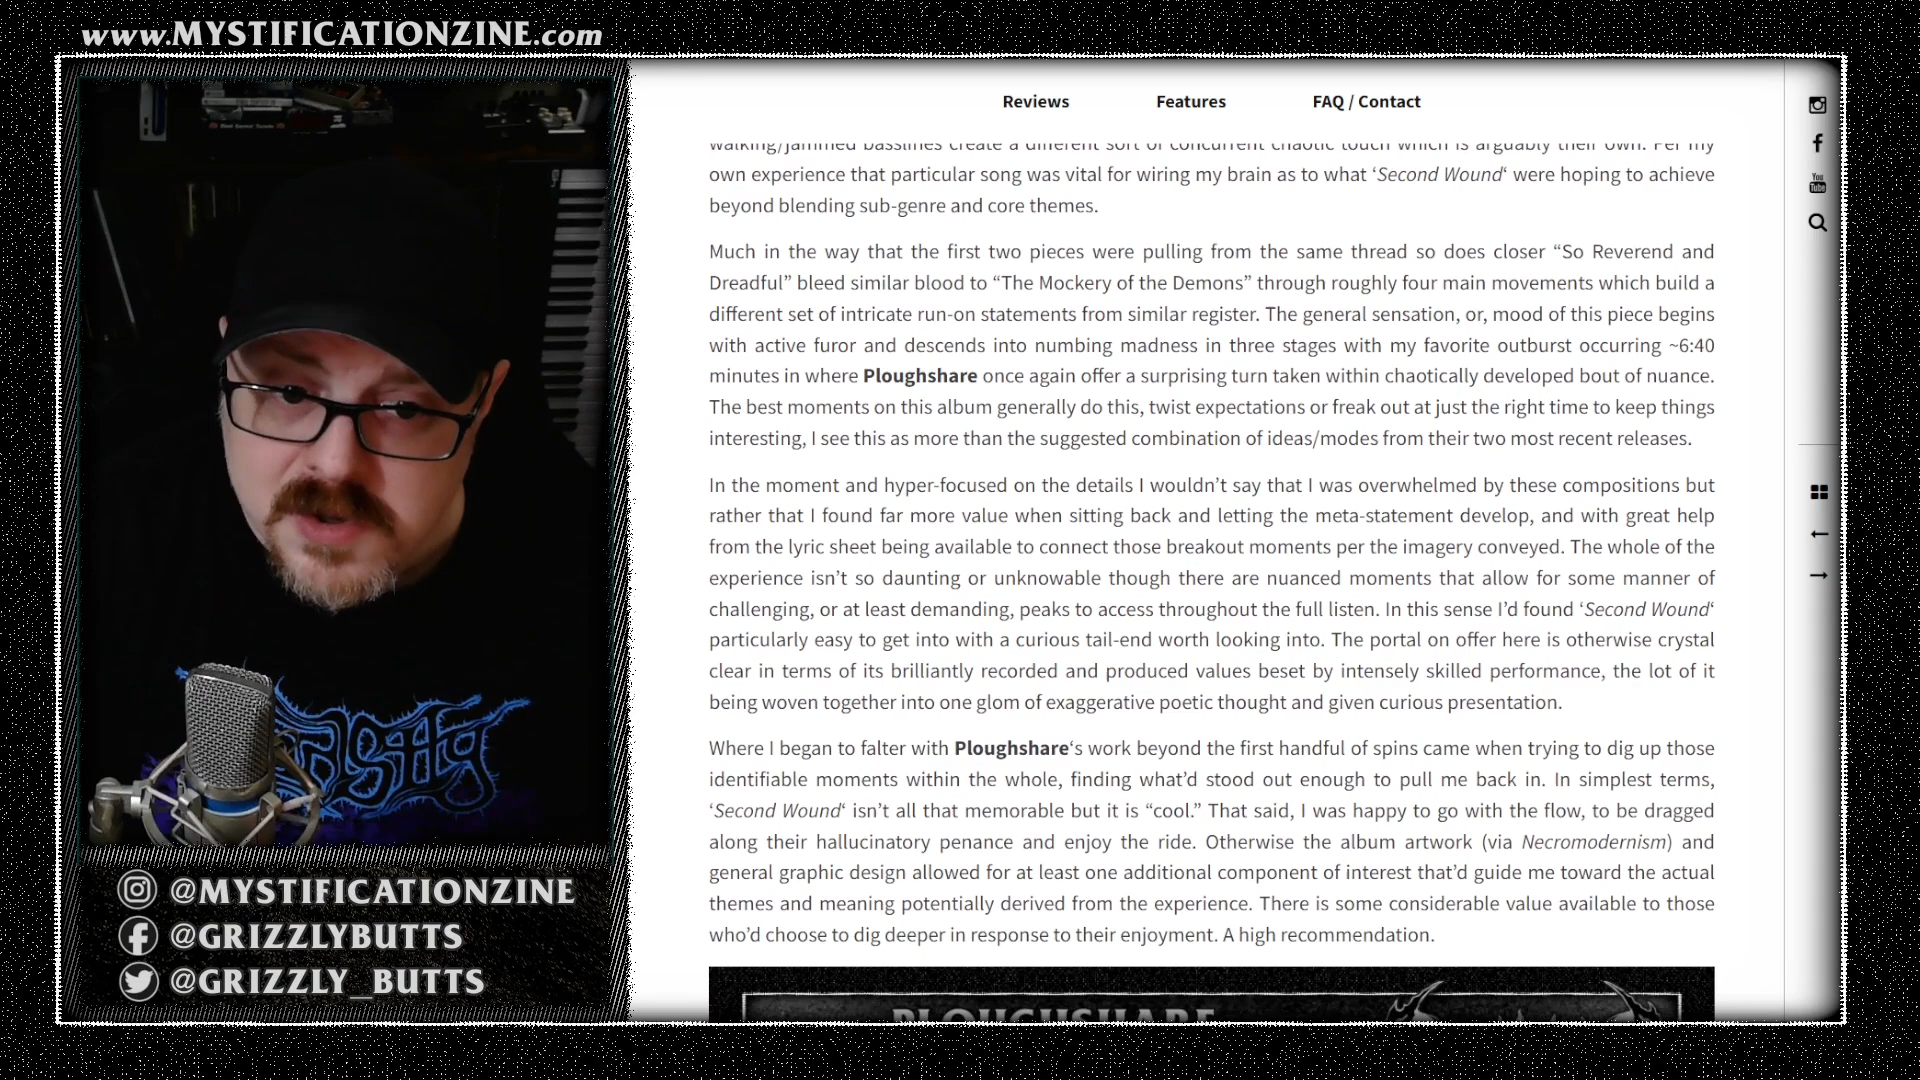 www.MYSTIFICATIONZINE.com
Reviews Features FAQ / Contact
walking/jammed basslines create a different sort of concurrent chaotic touch which is arguably their own. Per my
own experience that particular song was vital for wiring my brain as to what ‘Second Wound‘ were hoping to achieve
beyond blending sub-genre and core themes.
Much in the way that the first two pieces were pulling from the same thread so does closer “So Reverend and
Dreadful” bleed similar blood to “The Mockery of the Demons” through roughly four main movements which build a
different set of intricate run-on statements from similar register. The general sensation, or, mood of this piece begins
with active furor and descends into numbing madness in three stages with my favorite outburst occurring ~6:40
minutes in where Ploughshare once again offer a surprising turn taken within chaotically developed bout of nuance.
The best moments on this album generally do this, twist expectations or freak out at just the right time to keep things
interesting, I see this as more than the suggested combination of ideas/modes from their two most recent releases.
In the moment and hyper-focused on the details I wouldn’t say that I was overwhelmed by these compositions but
rather that I found far more value when sitting back and letting the meta-statement develop, and with great help
from the lyric sheet being available to connect those breakout moments per the imagery conveyed. The whole of the
experience isn’t so daunting or unknowable though there are nuanced moments that allow for some manner of
challenging, or at least demanding, peaks to access throughout the full listen. In this sense I’d found ‘Second Wound‘
particularly easy to get into with a curious tail-end worth looking into. The portal on offer here is otherwise crystal
clear in terms of its brilliantly recorded and produced values beset by intensely skilled performance, the lot of it
being woven together into one glom of exaggerative poetic thought and given curious presentation.
Where I began to falter with Ploughshare‘s work beyond the first handful of spins came when trying to dig up those
identifiable moments within the whole, finding what’d stood out enough to pull me back in. In simplest terms,
‘Second Wound‘ isn’t all that memorable but it is “cool.” That said, I was happy to go with the flow, to be dragged
along their hallucinatory penance and enjoy the ride. Otherwise the album artwork (via Necromodernism) and
general graphic design allowed for at least one additional component of interest that’d guide me toward the actual
themes and meaning potentially derived from the experience. There is some considerable value available to those
who’d choose to dig deeper in response to their enjoyment. A high recommendation.
PLOUGHSHARE
You
Tube
@MYSTIFICATIONZINE
@GRIZZLYBUTTS
@GRIZZLY_BUTTS